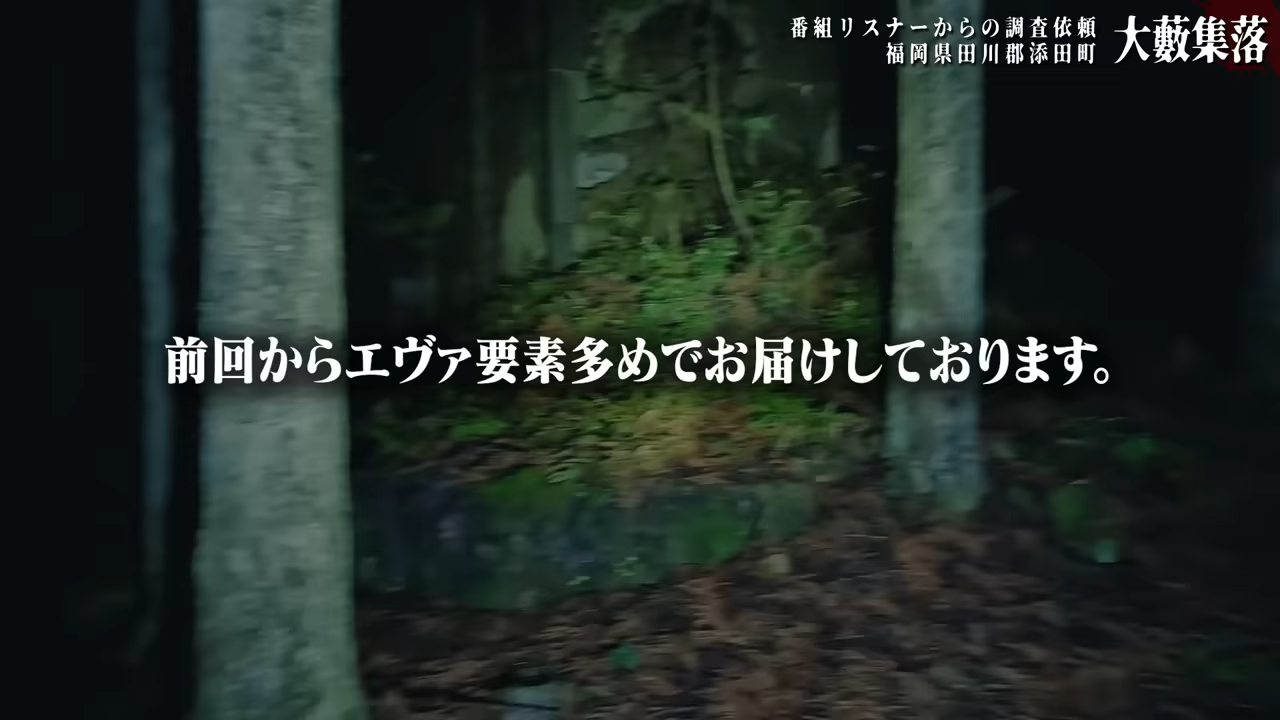 番組リスナーからの調査依頼
福岡県田川郡添田町
大藪集落
前回からエヴァ要素多めでお届けしております。